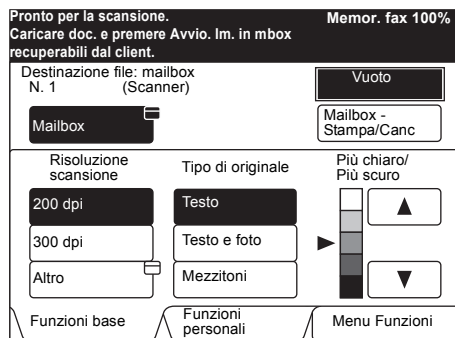 Pronto per la scansione.
Memor. fax 100%
Caricare doc. e premere Avvio. Im. in mbox
recuperabili dal client.
Destinazione file: mailbox
N. 1 (Scanner)
Vuoto
Mailbox
Mailbox -
Stampa/Canc
Risoluzione
scansione
Tipo di originale
Più chiaro/
Più scuro
200 dpi
Testo
300 dpi
Testo e foto
Altro
Mezzitoni
Funzioni base
Funzioni
personali
Menu Funzioni